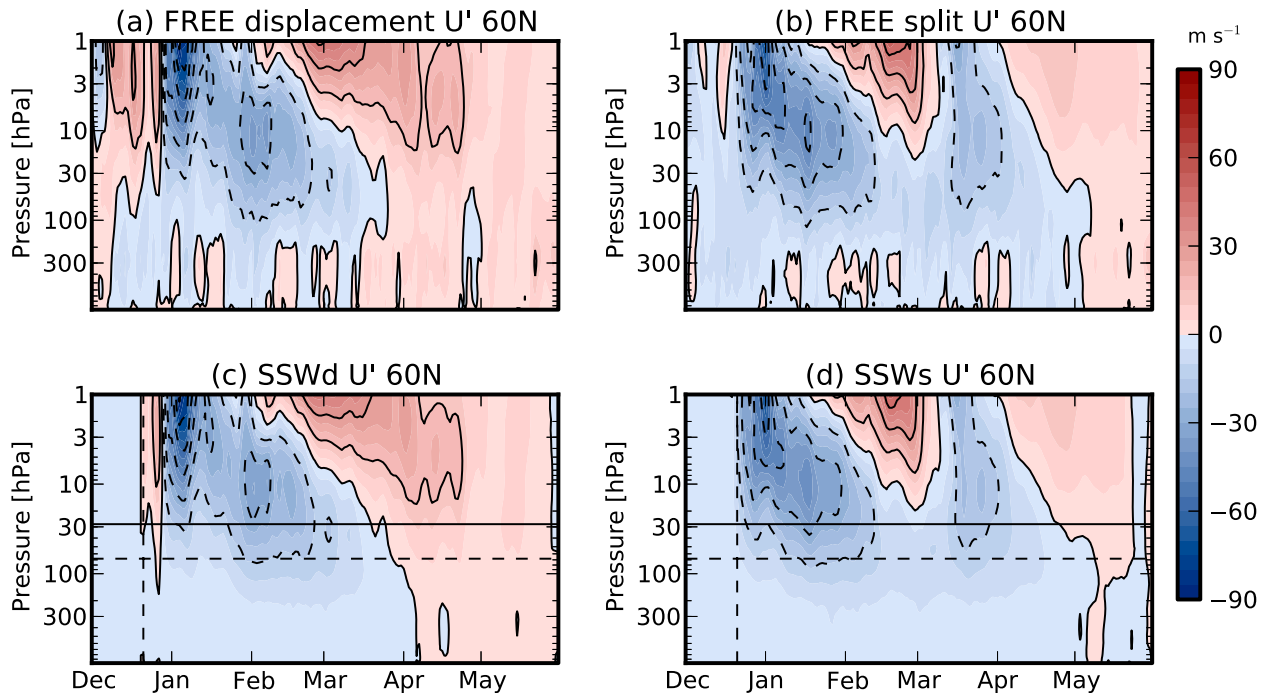 (a) FREE displacement U' 60N
(b) FREE split U' 60N
m s⁻¹
Pressure [hPa]
1
3
10
30
100
300
Pressure [hPa]
1
3
10
30
100
300
90
60
30
0
−30
−60
−90
(c) SSWd U' 60N
(d) SSWs U' 60N
Pressure [hPa]
1
3
10
30
100
300
Dec Jan Feb Mar Apr May
Pressure [hPa]
1
3
10
30
100
300
Dec Jan Feb Mar Apr May